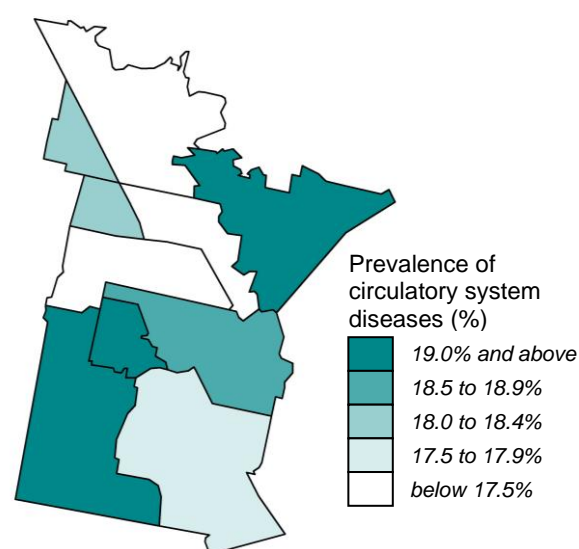 Prevalence of
circulatory system
diseases (%)
19.0% and above
18.5 to 18.9%
18.0 to 18.4%
17.5 to 17.9%
below 17.5%